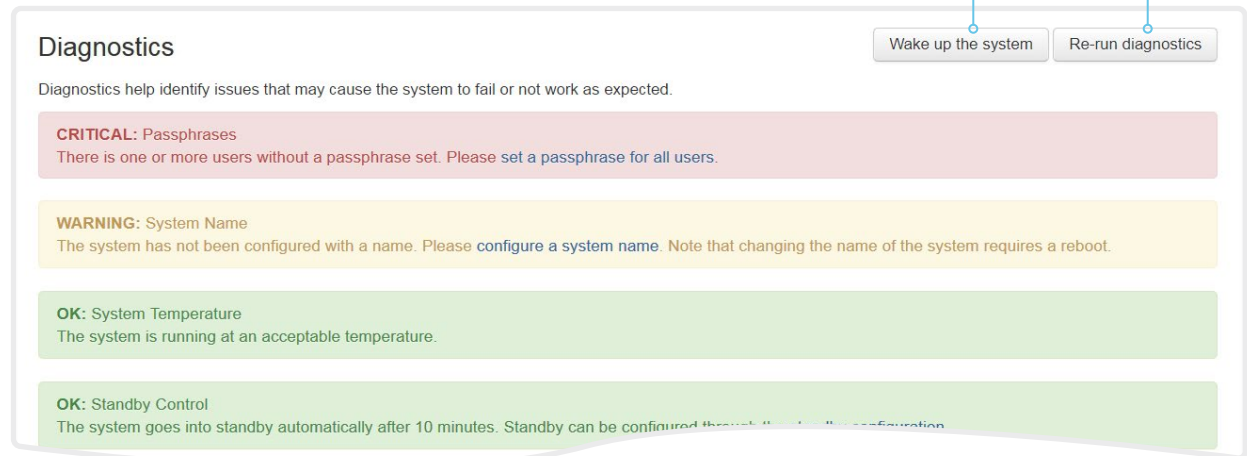 Diagnostics
Wake up the system
Re-run diagnostics
Diagnostics help identify issues that may cause the system to fail or not work as expected.
CRITICAL: Passphrases
There is one or more users without a passphrase set. Please set a passphrase for all users.
WARNING: System Name
The system has not been configured with a name. Please configure a system name. Note that changing the name of the system requires a reboot.
OK: System Temperature
The system is running at an acceptable temperature.
OK: Standby Control
The system goes into standby automatically after 10 minutes. Standby can be configured through the standby configuration